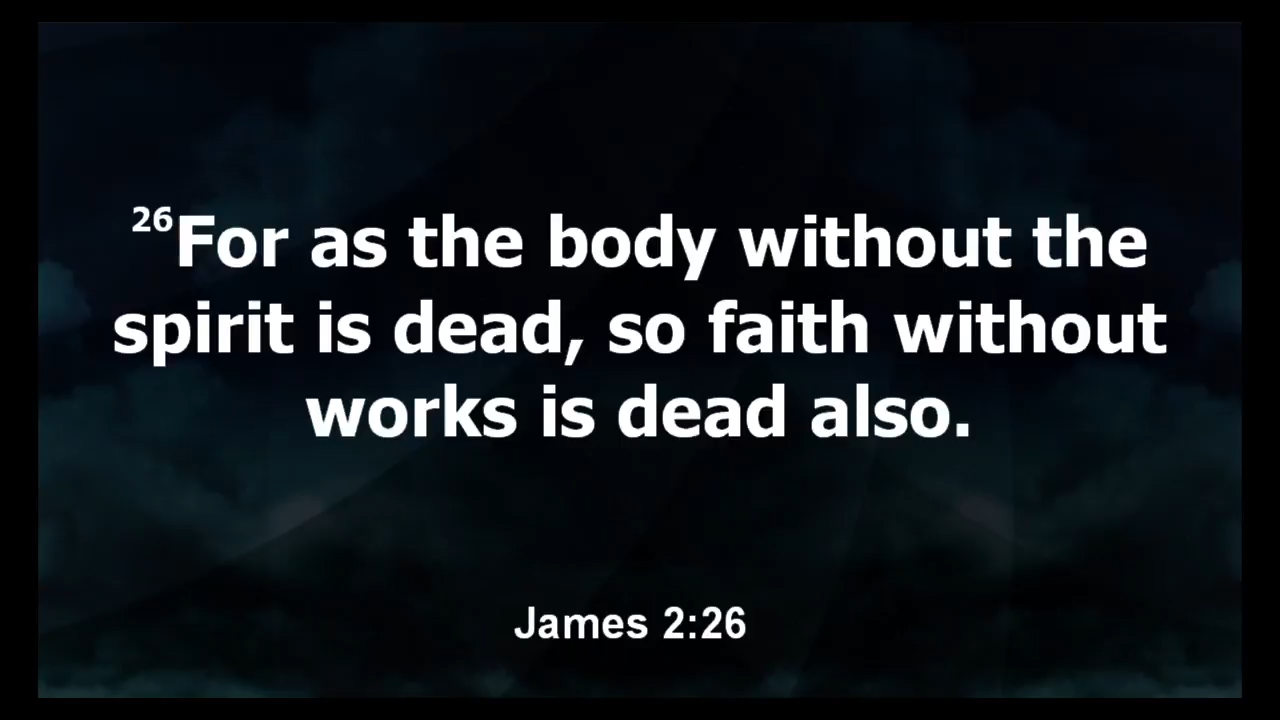 26For as the body without the
spirit is dead, so faith without
works is dead also.
James 2:26